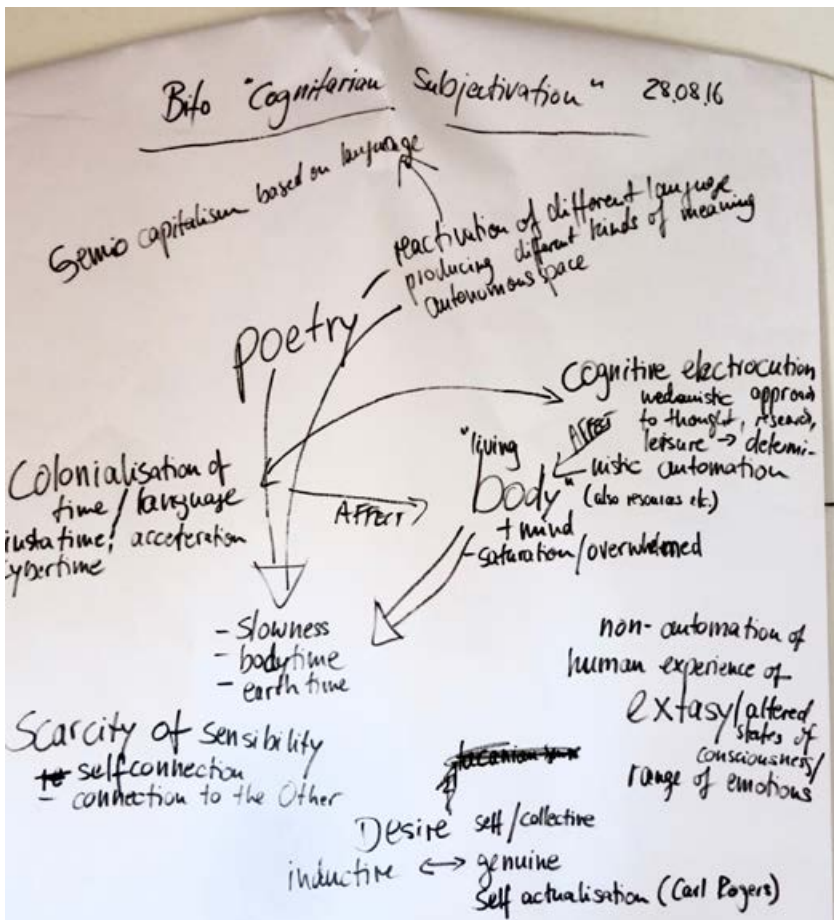 Bifo "Cognitarian Subjectivation" 28.08.16
Semio capitalism based on language
reactivation of different language
producing different kinds of meaning
autonomous space
poetry
Cognitive electrocution
mechanistic approach
to thought, research,
leisure → determi-
nistic automation
(also resources etc.)
AFFECT
"living
body"
+ mind
- saturation/overwhelmed
Colonialisation of
time / language
insta time! acceleration
cybertime
AFFECT
- slowness
- bodytime
- earth time
non-automation of
human experience of
extasy/altered
states of
consciousness/
range of emotions
Scarcity of sensibility
- selfconnection
- connection to the Other
Desire self/collective
inductive ↔ genuine
Self actualisation (Carl Rogers)